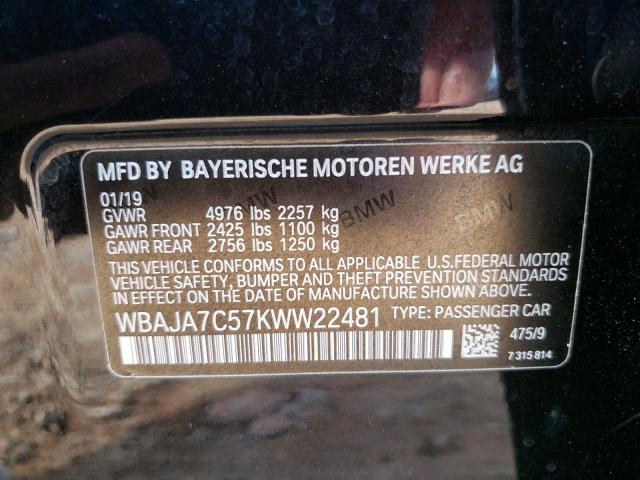 MFD BY BAYERISCHE MOTOREN WERKE AG
01/19
GVWR 4976 lbs 2257 kg
GAWR FRONT 2425 lbs 1100 kg
GAWR REAR 2756 lbs 1250 kg
BMW BMW
THIS VEHICLE CONFORMS TO ALL APPLICABLE U.S.FEDERAL MOTOR
VEHICLE SAFETY, BUMPER AND THEFT PREVENTION STANDARDS
IN EFFECT ON THE DATE OF MANUFACTURE SHOWN ABOVE.
WBAJA7C57KWW22481 TYPE: PASSENGER CAR
475/9
7 315 814